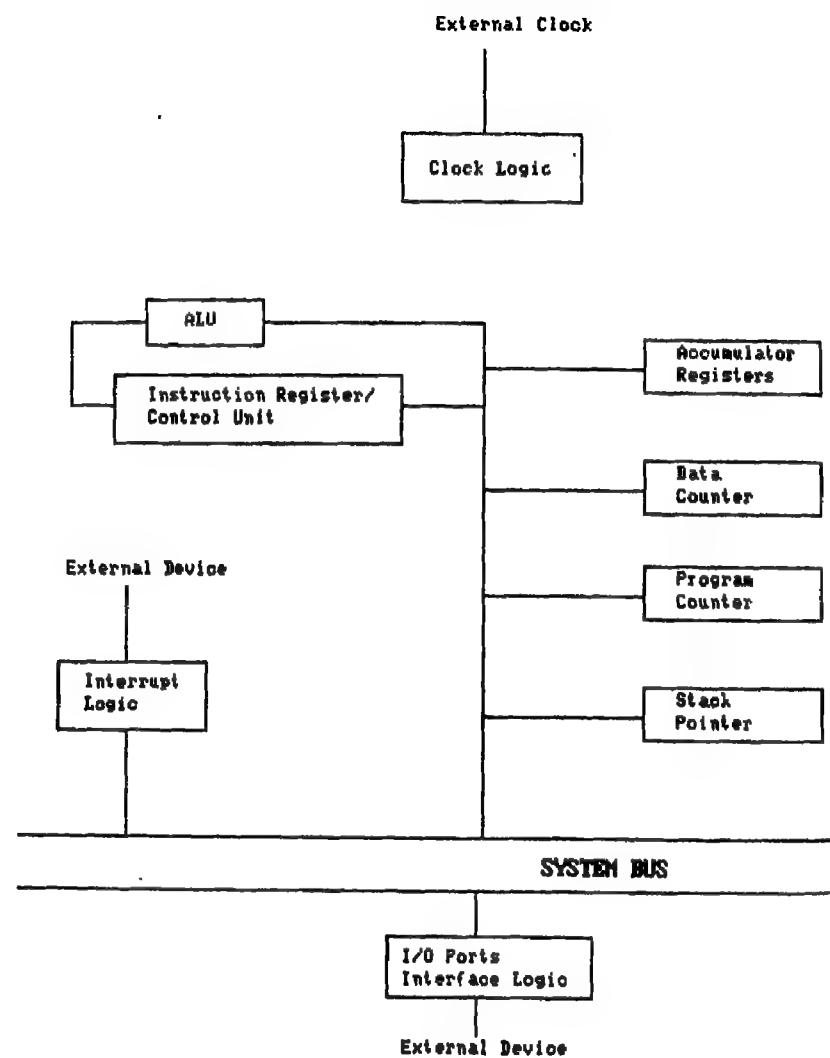 External Clock
Clock Logic
ALU
Accumulator
Registers
Instruction Register/
Control Unit
Data
Counter
External Device
Program
Counter
Interrupt
Logic
Stack
Pointer
SYSTEM BUS
I/O Ports
Interface Logic
External Device